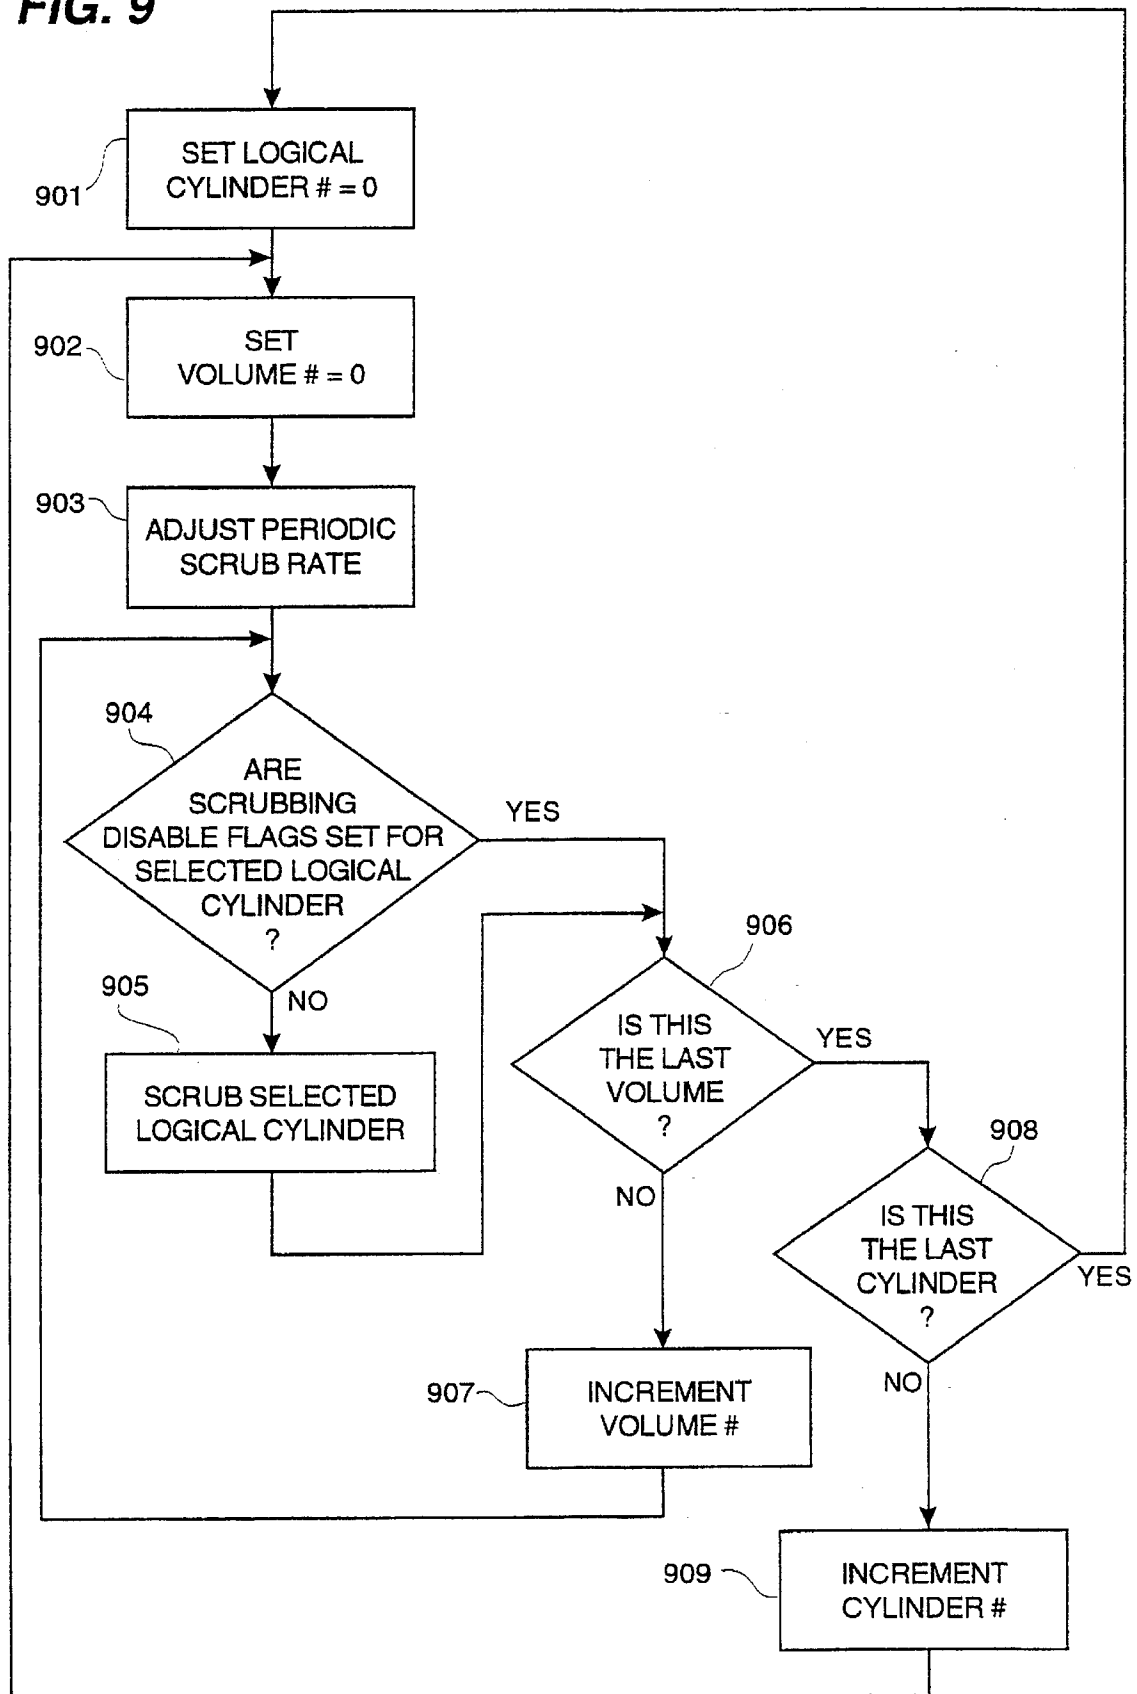 FIG. 9
901
SET LOGICAL
CYLINDER # = 0
902
SET
VOLUME # = 0
903
ADJUST PERIODIC
SCRUB RATE
904
ARE
SCRUBBING
DISABLE FLAGS SET FOR
SELECTED LOGICAL
CYLINDER
?
YES
NO
905
SCRUB SELECTED
LOGICAL CYLINDER
906
IS THIS
THE LAST
VOLUME
?
YES
NO
907
INCREMENT
VOLUME #
908
IS THIS
THE LAST
CYLINDER
?
YES
NO
909
INCREMENT
CYLINDER #